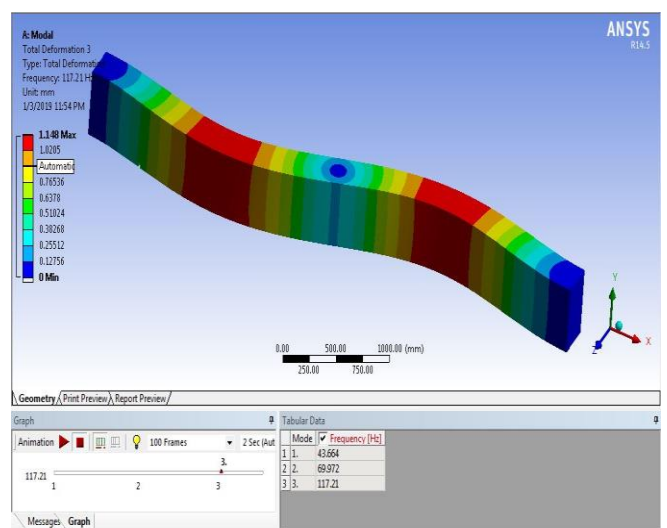 A: Modal
Total Deformation 3
Type: Total Deformatio
Frequency: 117.21 H
Unit: mm
1/3/2019 11:54 PM
ANSYS
R14.5
1.148 Max
1.0205
Automatic
0.76536
0.6378
0.51024
0.38268
0.25512
0.12756
0 Min
0.00 500.00 1000.00 (mm)
250.00 750.00
Y
X
Z
Geometry Print Preview Report Preview
Graph
Animation 100 Frames 2 Sec (Aut
3.
117.21
1 2 3
Messages Graph
Tabular Data
Mode Frequency [Hz]
1 1. 43.664
2 2. 69.972
3 3. 117.21